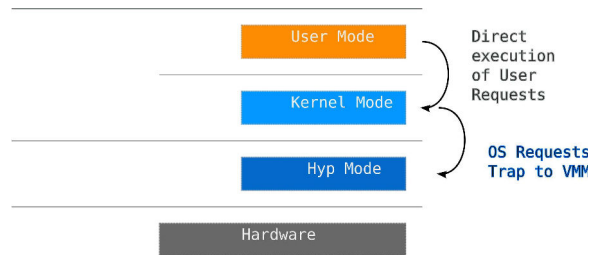 User Mode
Direct
execution
of User
Requests
Kernel Mode
OS Requests
Trap to VMM
Hyp Mode
Hardware